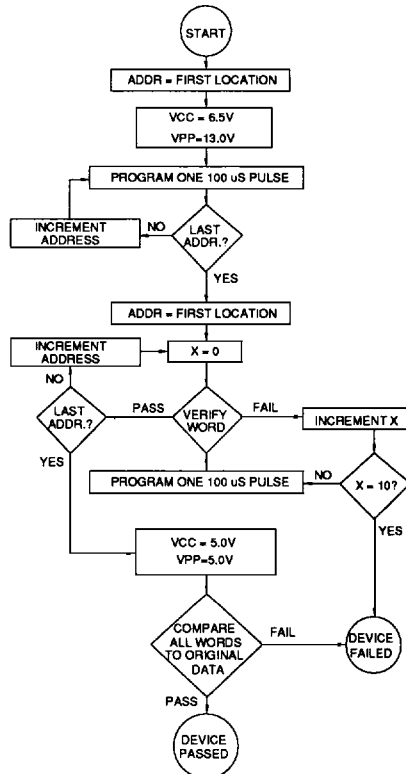 START
ADDR = FIRST LOCATION
VCC = 6.5V
VPP=13.0V
PROGRAM ONE 100 uS PULSE
INCREMENT
ADDRESS
NO
LAST
ADDR.?
YES
ADDR = FIRST LOCATION
INCREMENT
ADDRESS
X = 0
NO
LAST
ADDR.?
PASS
VERIFY
WORD
FAIL
INCREMENT X
YES
PROGRAM ONE 100 uS PULSE
NO
X = 10?
YES
VCC = 5.0V
VPP=5.0V
COMPARE
ALL WORDS
TO ORIGINAL
DATA
FAIL
DEVICE
FAILED
PASS
DEVICE
PASSED